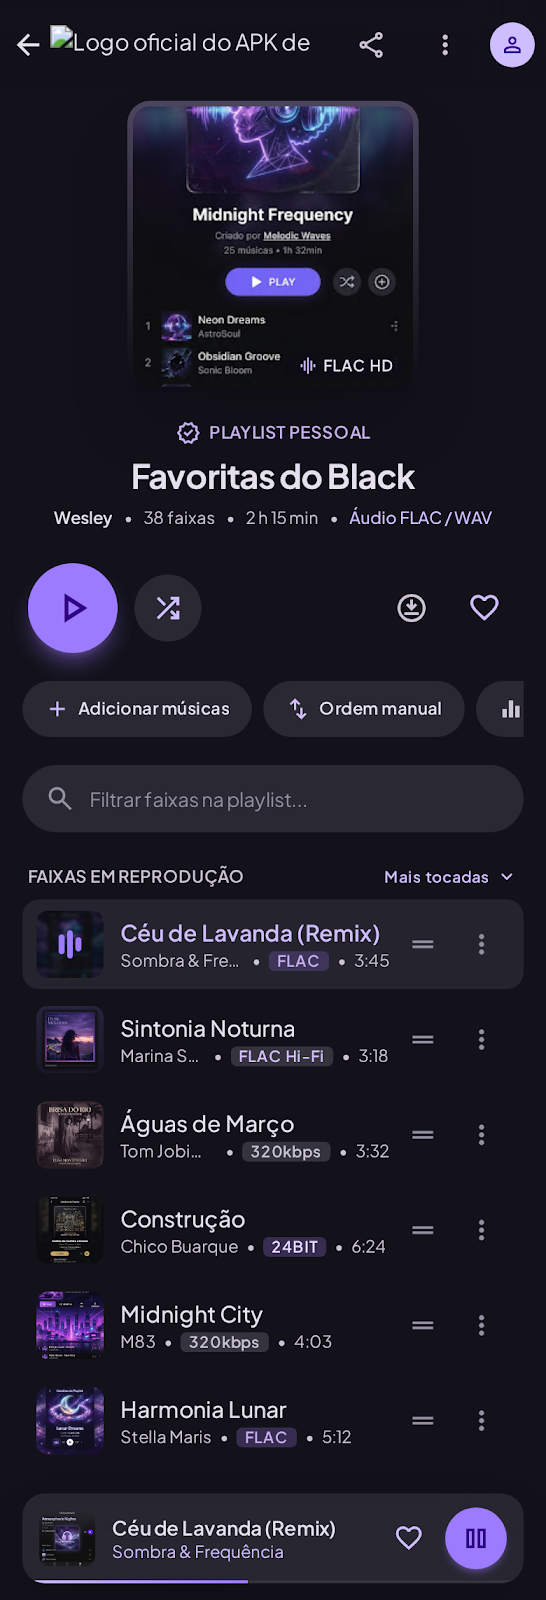 Logo oficial do APK de
Midnight Frequency
Criado por Melodic Waves
25 músicas • 1h 32min
PLAY
1 Neon Dreams
AstroSoul
2 Obsidian Groove
Sonic Bloom
FLAC HD
PLAYLIST PESSOAL
Favoritas do Black
Wesley • 38 faixas • 2 h 15 min • Áudio FLAC / WAV
Adicionar músicas
Ordem manual
Filtrar faixas na playlist...
FAIXAS EM REPRODUÇÃO
Mais tocadas
Céu de Lavanda (Remix)
Sombra & Fre... • FLAC • 3:45
Sintonia Noturna
Marina S... • FLAC Hi-Fi • 3:18
BRISA DO RIO
Águas de Março
Tom Jobi... • 320kbps • 3:32
Construção
Chico Buarque • 24BIT • 6:24
Midnight City
M83 • 320kbps • 4:03
Lunar Dreams
Harmonia Lunar
Stella Maris • FLAC • 5:12
Céu de Lavanda (Remix)
Sombra & Frequência